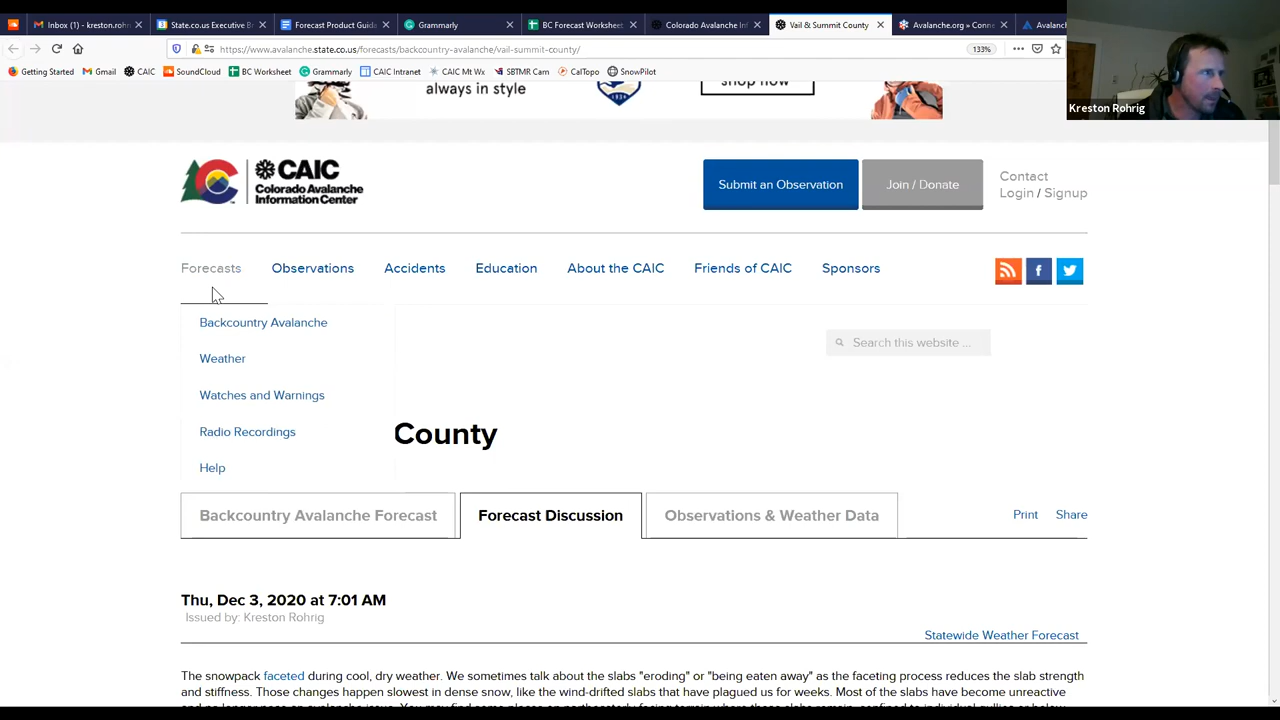 Inbox (1) - kreston.roh
State.co.us Executive B
Forecast Product Guid
Grammarly
BC Forecast Worksheet
Colorado Avalanche In
Vail & Summit County
Avalanche.org » Conn
Avalan
https://www.avalanche.state.co.us/forecasts/backcountry-avalanche/vail-summit-county/
133%
Getting Started
Gmail
CAIC
SoundCloud
BC Worksheet
Grammarly
CAIC Intranet
CAIC Mt Wx
SBTMR Cam
CalTopo
SnowPilot
Kreston Rohrig
always in style
shop now
1936
CAIC
Colorado Avalanche
Information Center
Submit an Observation
Join / Donate
Contact
Login / Signup
Forecasts
Observations
Accidents
Education
About the CAIC
Friends of CAIC
Sponsors
Backcountry Avalanche
Search this website ...
Weather
Watches and Warnings
Radio Recordings
County
Help
Backcountry Avalanche Forecast
Forecast Discussion
Observations & Weather Data
Print
Share
Thu, Dec 3, 2020 at 7:01 AM
Issued by: Kreston Rohrig
Statewide Weather Forecast
The snowpack faceted during cool, dry weather. We sometimes talk about the slabs "eroding" or "being eaten away" as the faceting process reduces the slab strength
and stiffness. Those changes happen slowest in dense snow, like the wind-drifted slabs that have plagued us for weeks. Most of the slabs have become unreactive